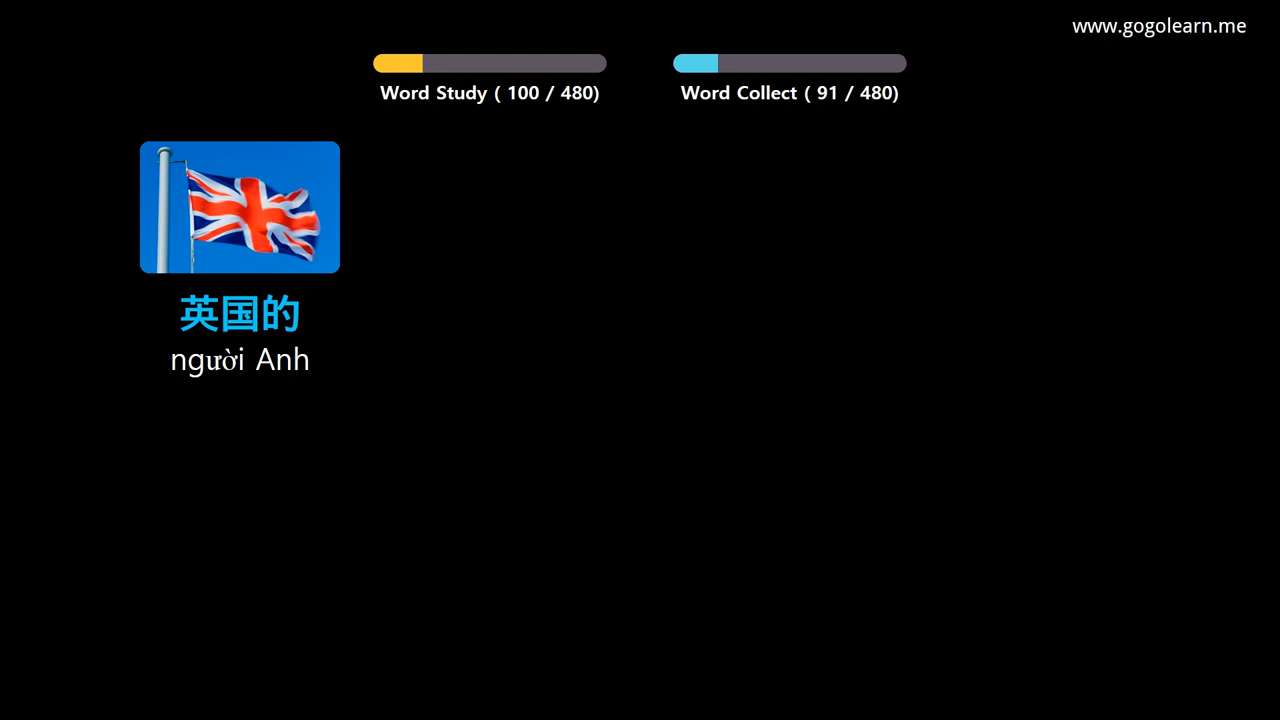 www.gogolearn.me
Word Study ( 100 / 480)
Word Collect ( 91 / 480)
英国的
người Anh